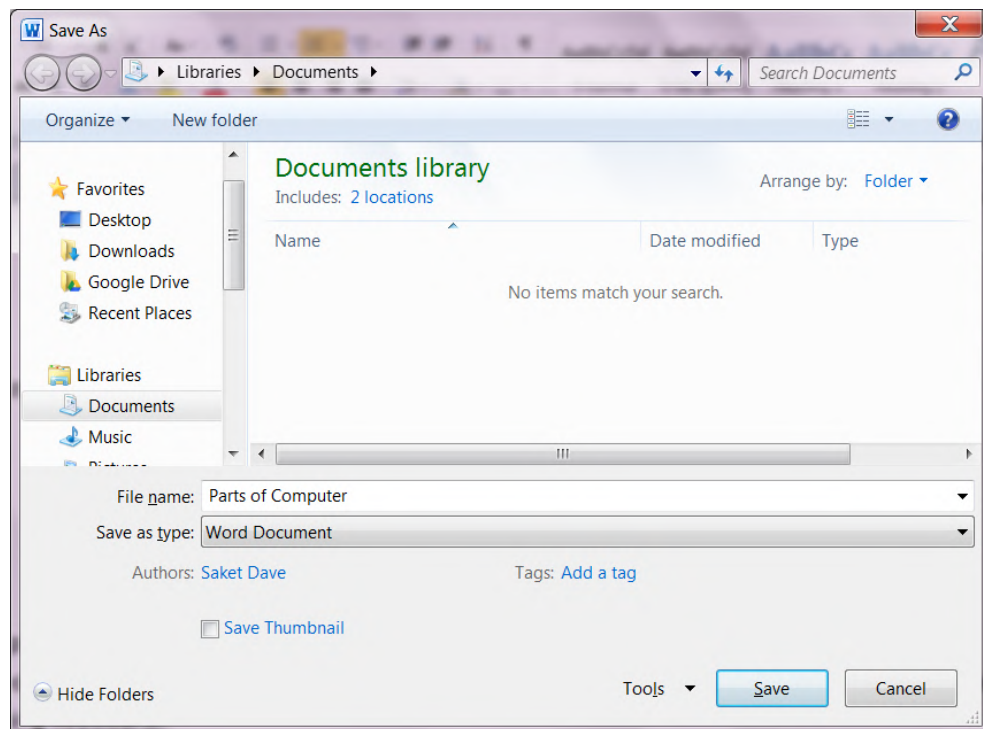 Save As
Libraries Documents
Search Documents
Organize New folder
Favorites
Desktop
Downloads
Google Drive
Recent Places
Libraries
Documents
Music
Documents library
Includes: 2 locations
Arrange by: Folder
Name Date modified Type
No items match your search.
File name: Parts of Computer
Save as type: Word Document
Authors: Saket Dave Tags: Add a tag
Save Thumbnail
Hide Folders Tools Save Cancel